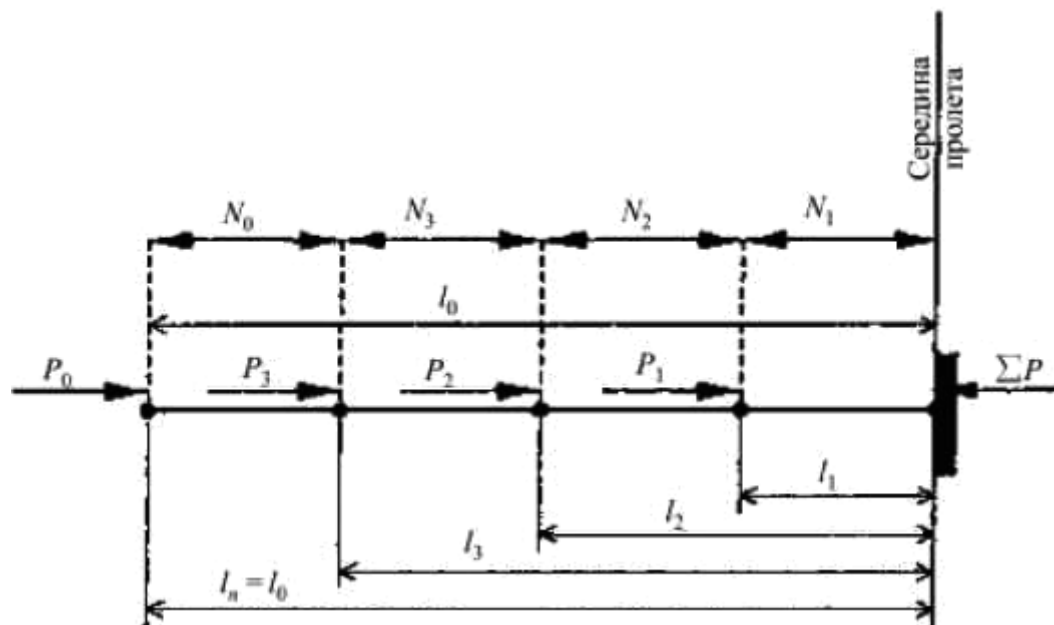 Середина
пролета
N₀ N₃ N₂ N₁
l₀
P₀ P₃ P₂ P₁ ∑P
l₁
l₂
l₃
lₙ = l₀